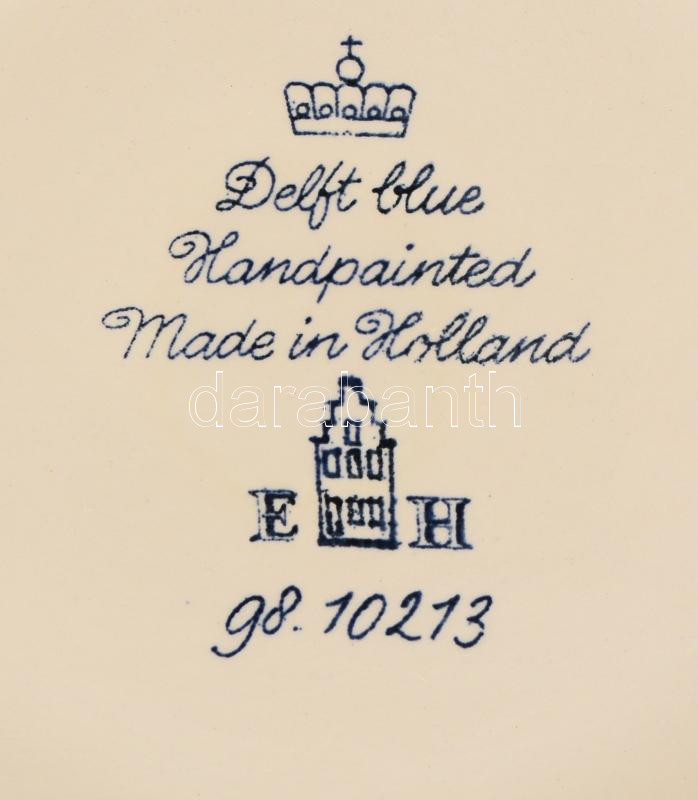 Delft blue
Handpainted
Made in Holland
darabanth
E H
98.10213